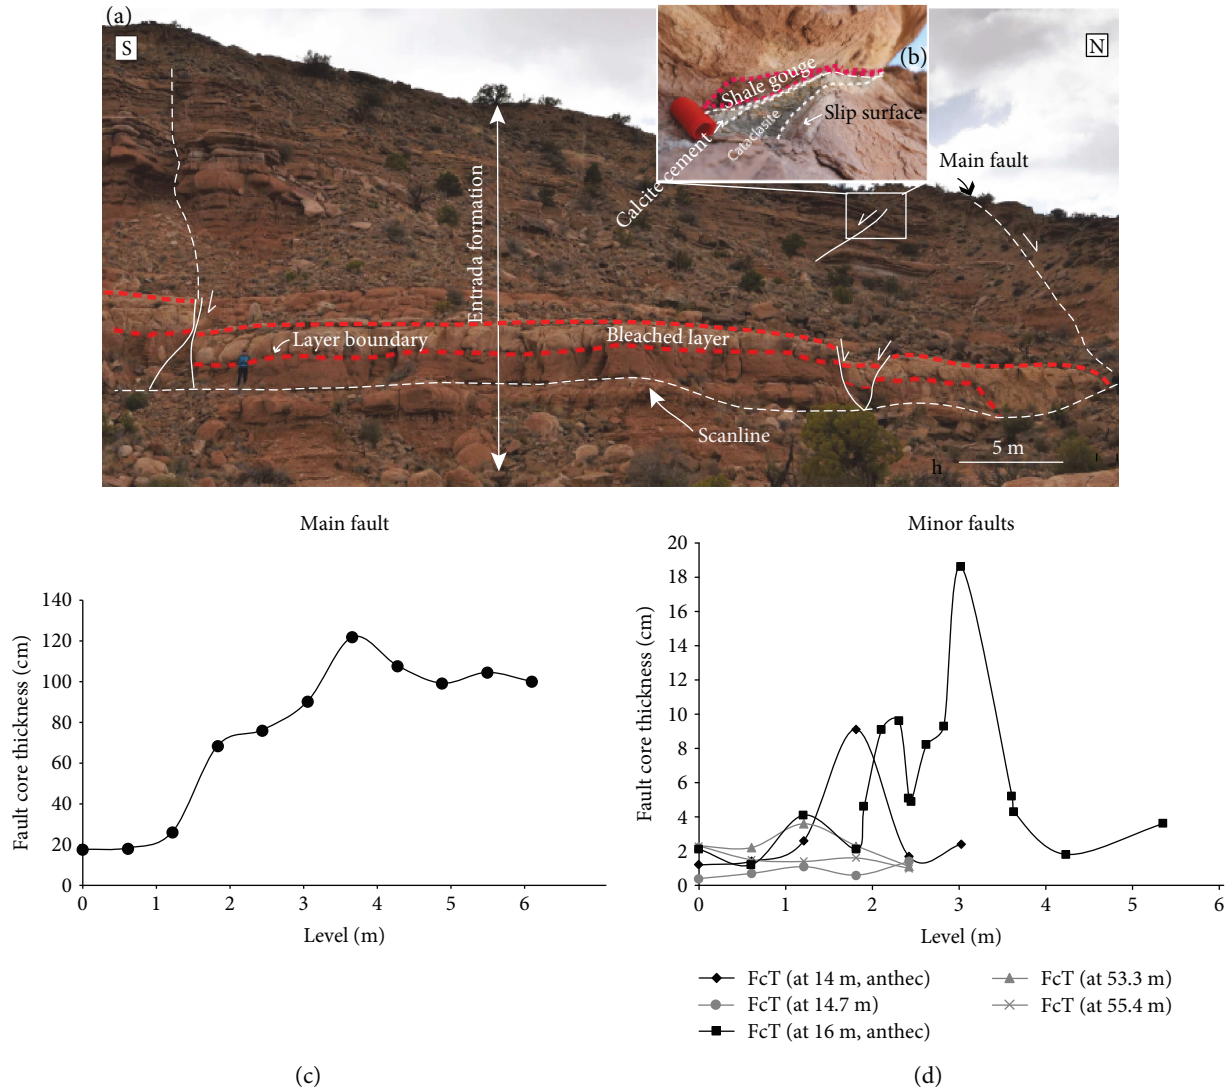 (a)
S
N
(b)
Shale gouge
Slip surface
Cataclasite
Calcite cement
Main fault
Entrada formation
Layer boundary
Bleached layer
Scanline
5 m
h
Main fault
Fault core thickness (cm)
140
120
100
80
60
40
20
0
0 1 2 3 4 5 6
Level (m)
(c)
Minor faults
Fault core thickness (cm)
20
18
16
14
12
10
8
6
4
2
0
0 1 2 3 4 5 6
Level (m)
FcT (at 14 m, anthec)
FcT (at 14.7 m)
FcT (at 16 m, anthec)
FcT (at 53.3 m)
FcT (at 55.4 m)
(d)